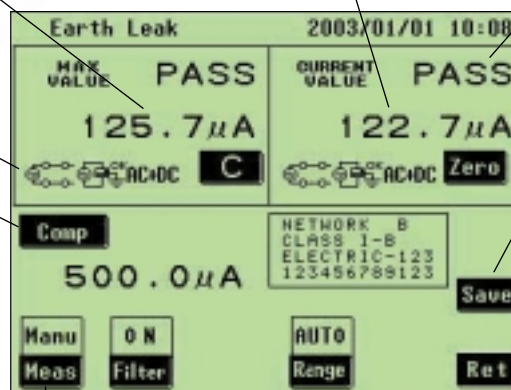 Earth Leak 2003/01/01 10:08
MAX VALUE PASS
125.7μA
AC+DC C
CURRENT VALUE PASS
122.7μA
AC+DC Zero
Comp
500.0μA
NETWORK B
CLASS I-B
ELECTRIC-123
123456789123
Save
Manu
Meas
ON
Filter
AUTO
Range
Ret